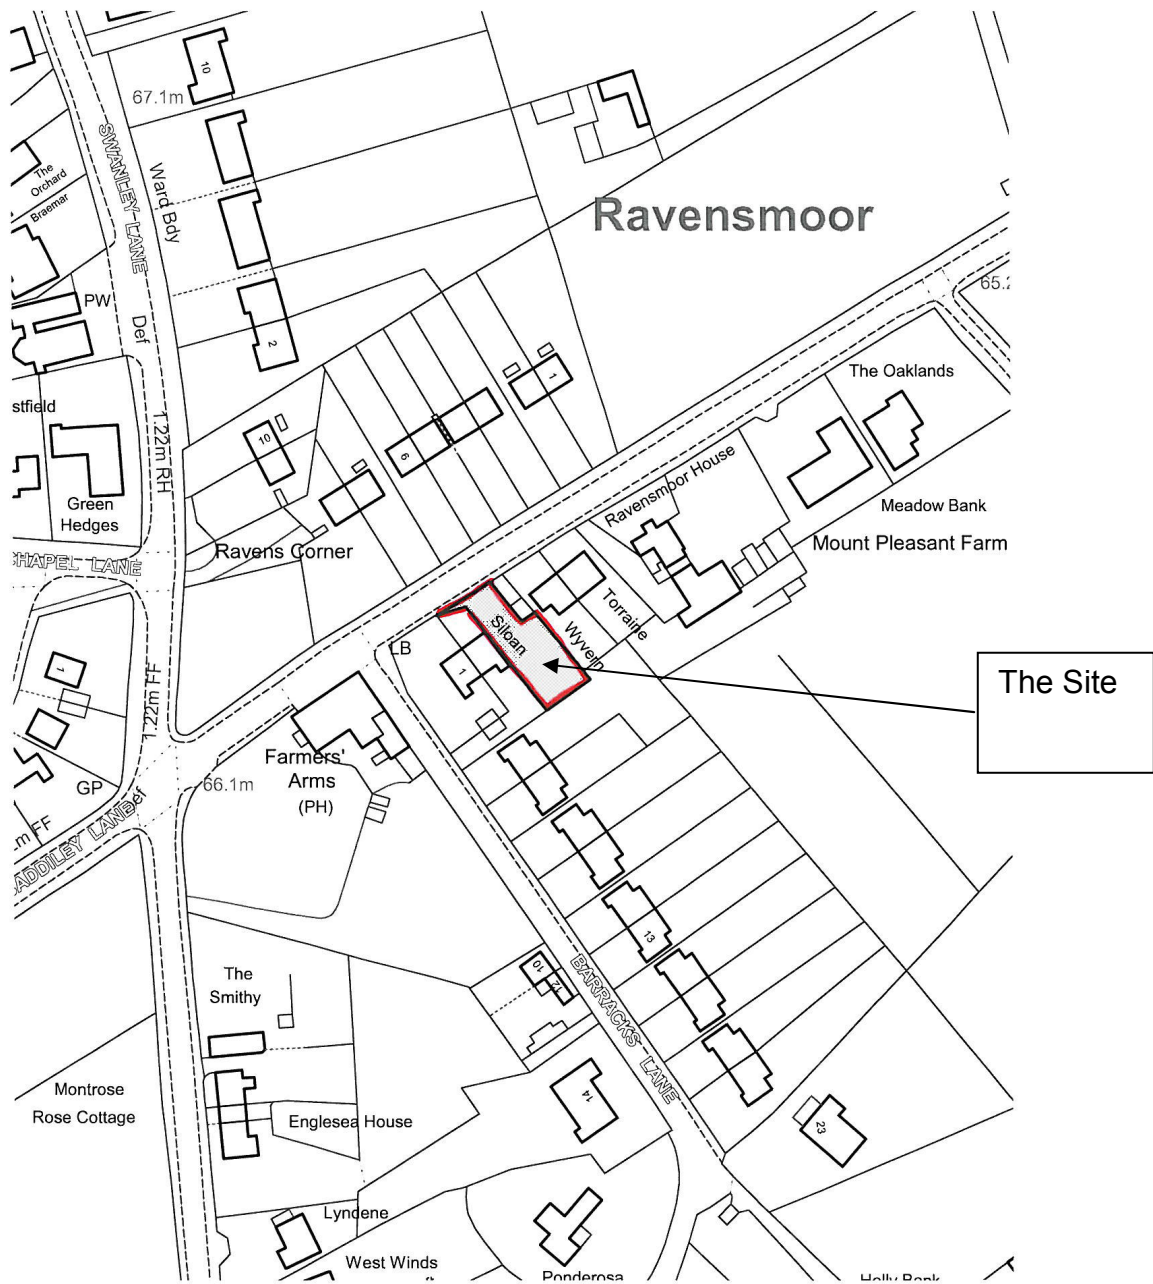 10
67.1m
SWANLEY LANE
Ward Bdy
The
Orchard
Braemar
Ravensmoor
PW
Def
2
65.2
The Oaklands
1
stfield
1.22m RH
10
6
Green
Hedges
Ravensmoor House
Meadow Bank
Ravens Corner
Mount Pleasant Farm
CHAPEL LANE
Siloan
Torraine
Wyvern
LB
1
1
The Site
1.22m FF
Farmers'
Arms
(PH)
GP
66.1m
Def
m FF
ADDILEY LANE
13
The
Smithy
10
12
BARRACKS LANE
Montrose
Rose Cottage
14
Englesea House
23
Lyndene
West Winds
Ponderosa
Holly Bank